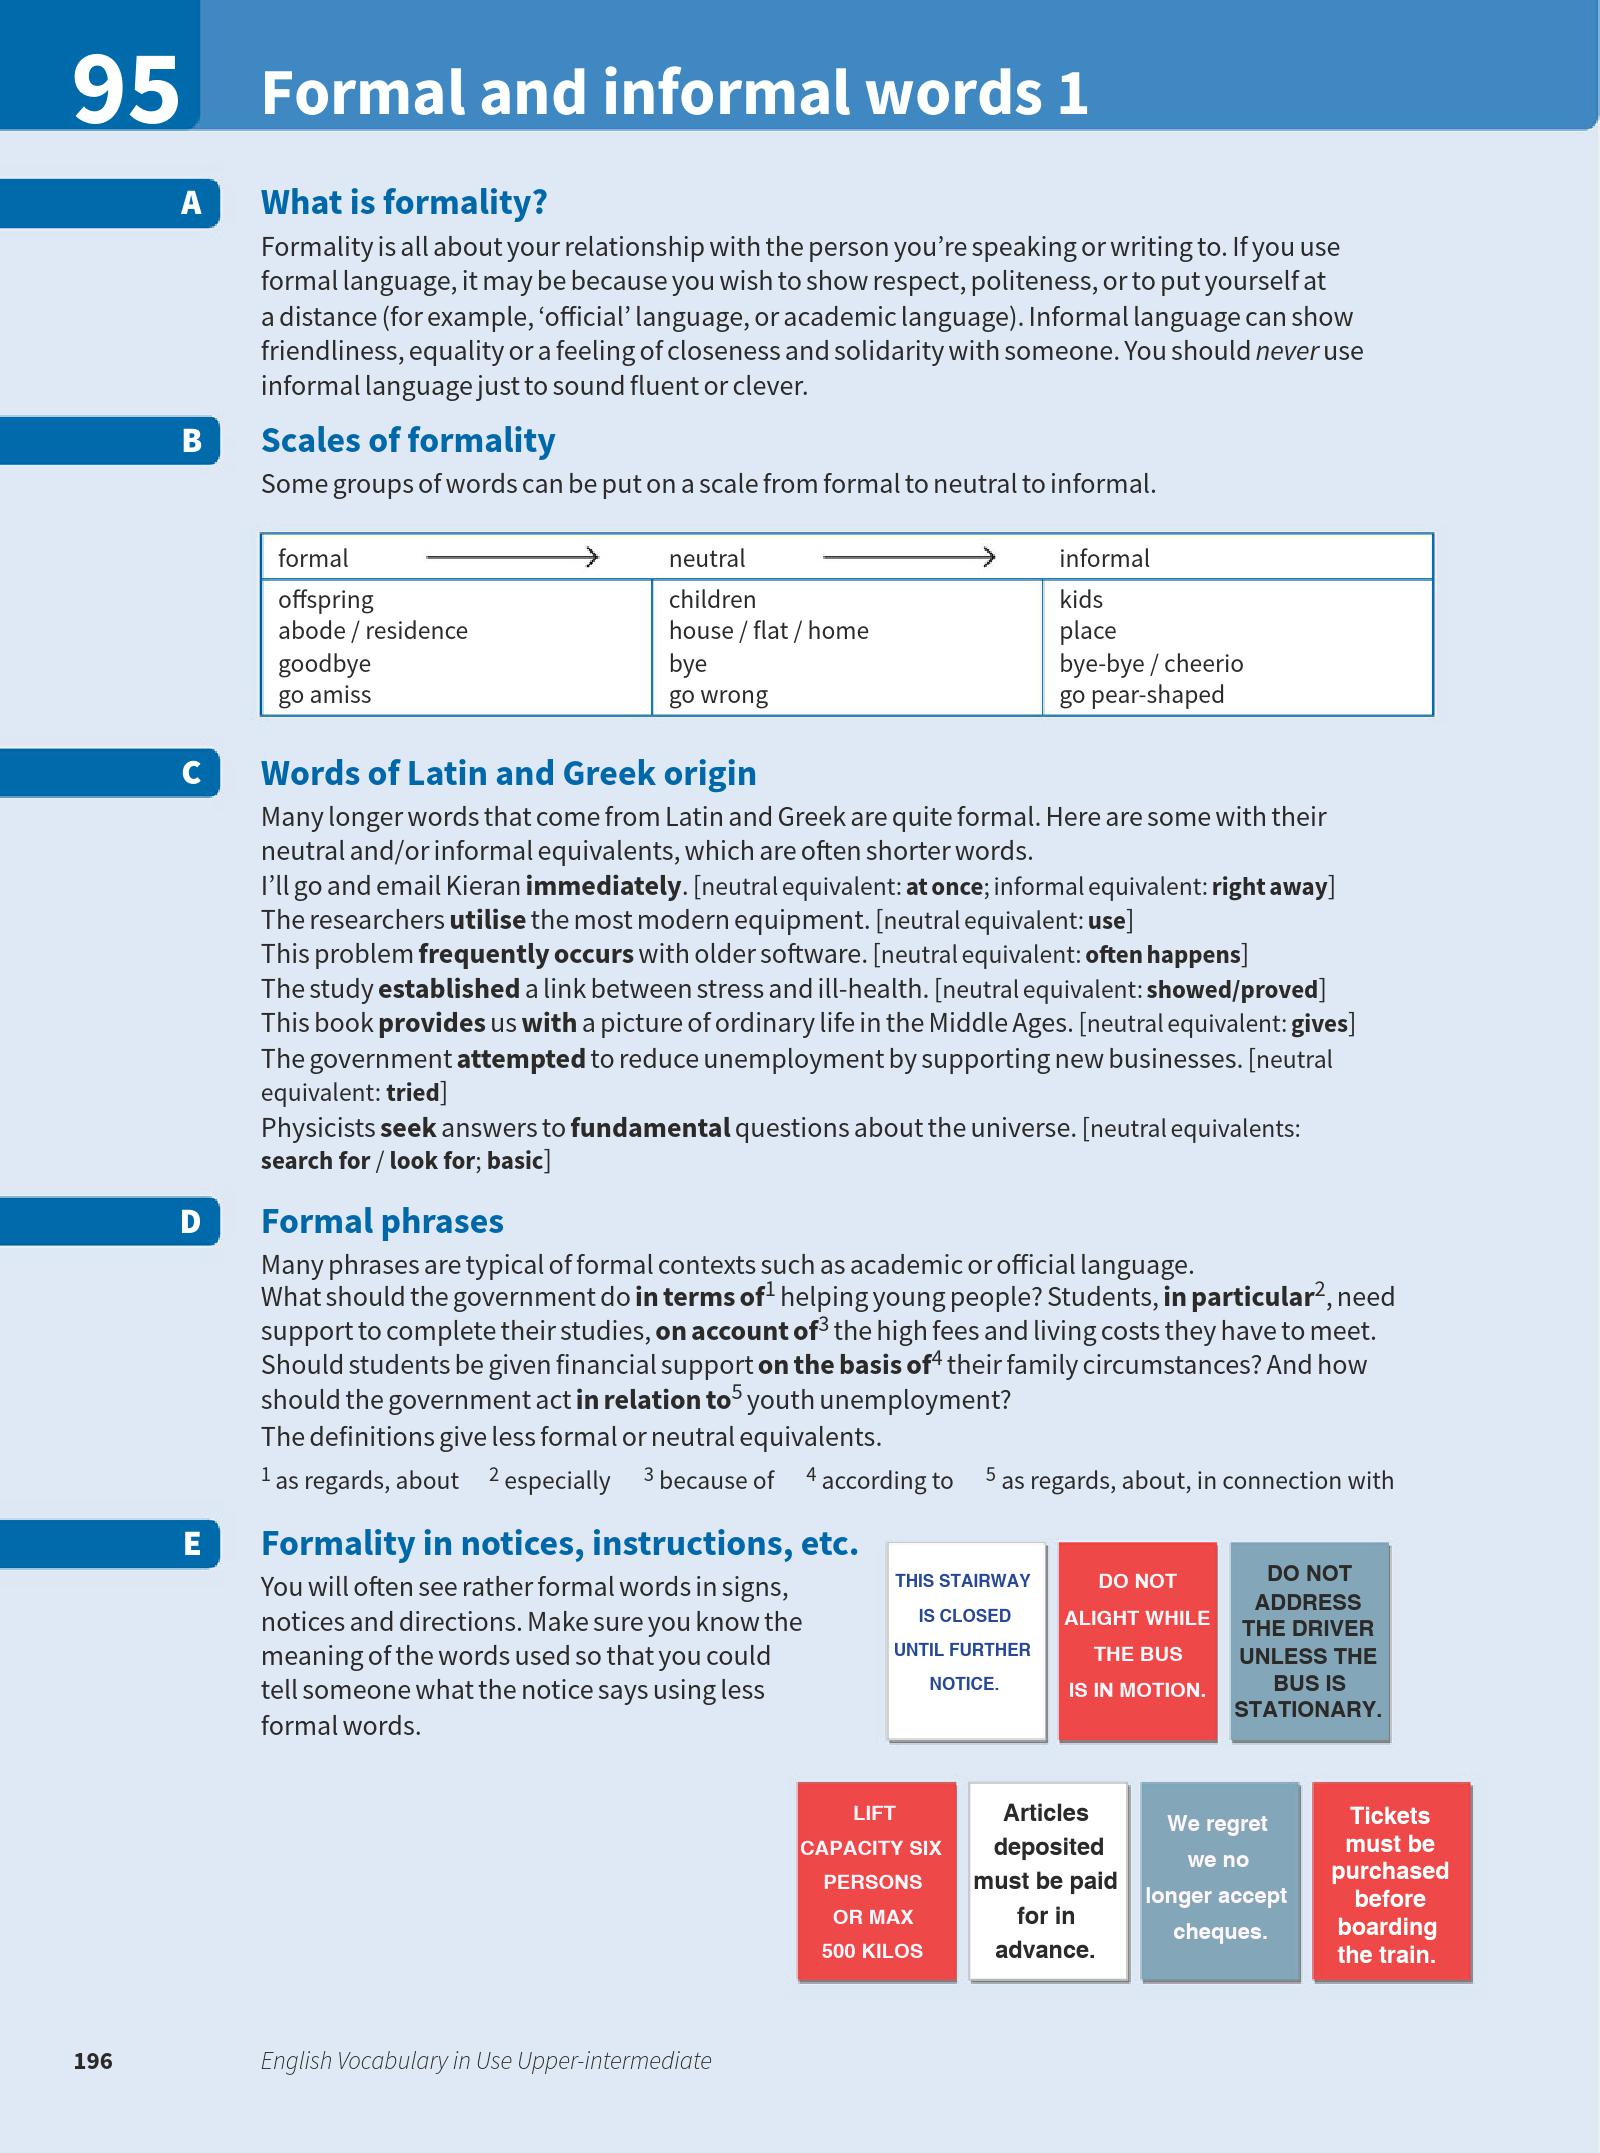 95
Formal and informal words 1
A
What is formality?
Formality is all about your relationship with the person you’re speaking or writing to. If you use
formal language, it may be because you wish to show respect, politeness, or to put yourself at
a distance (for example, ‘official’ language, or academic language). Informal language can show
friendliness, equality or a feeling of closeness and solidarity with someone. You should never use
informal language just to sound fluent or clever.
B
Scales of formality
Some groups of words can be put on a scale from formal to neutral to informal.
formal → neutral → informal
offspring children kids
abode / residence house / flat / home place
goodbye bye bye-bye / cheerio
go amiss go wrong go pear-shaped
C
Words of Latin and Greek origin
Many longer words that come from Latin and Greek are quite formal. Here are some with their
neutral and/or informal equivalents, which are often shorter words.
I’ll go and email Kieran immediately. [neutral equivalent: at once; informal equivalent: right away]
The researchers utilise the most modern equipment. [neutral equivalent: use]
This problem frequently occurs with older software. [neutral equivalent: often happens]
The study established a link between stress and ill-health. [neutral equivalent: showed/proved]
This book provides us with a picture of ordinary life in the Middle Ages. [neutral equivalent: gives]
The government attempted to reduce unemployment by supporting new businesses. [neutral
equivalent: tried]
Physicists seek answers to fundamental questions about the universe. [neutral equivalents:
search for / look for; basic]
D
Formal phrases
Many phrases are typical of formal contexts such as academic or official language.
What should the government do in terms of1 helping young people? Students, in particular2, need
support to complete their studies, on account of3 the high fees and living costs they have to meet.
Should students be given financial support on the basis of4 their family circumstances? And how
should the government act in relation to5 youth unemployment?
The definitions give less formal or neutral equivalents.
1 as regards, about 2 especially 3 because of 4 according to 5 as regards, about, in connection with
E
Formality in notices, instructions, etc.
You will often see rather formal words in signs,
notices and directions. Make sure you know the
meaning of the words used so that you could
tell someone what the notice says using less
formal words.
THIS STAIRWAY
IS CLOSED
UNTIL FURTHER
NOTICE.
DO NOT
ALIGHT WHILE
THE BUS
IS IN MOTION.
DO NOT
ADDRESS
THE DRIVER
UNLESS THE
BUS IS
STATIONARY.
LIFT
CAPACITY SIX
PERSONS
OR MAX
500 KILOS
Articles
deposited
must be paid
for in
advance.
We regret
we no
longer accept
cheques.
Tickets
must be
purchased
before
boarding
the train.
196
English Vocabulary in Use Upper-intermediate